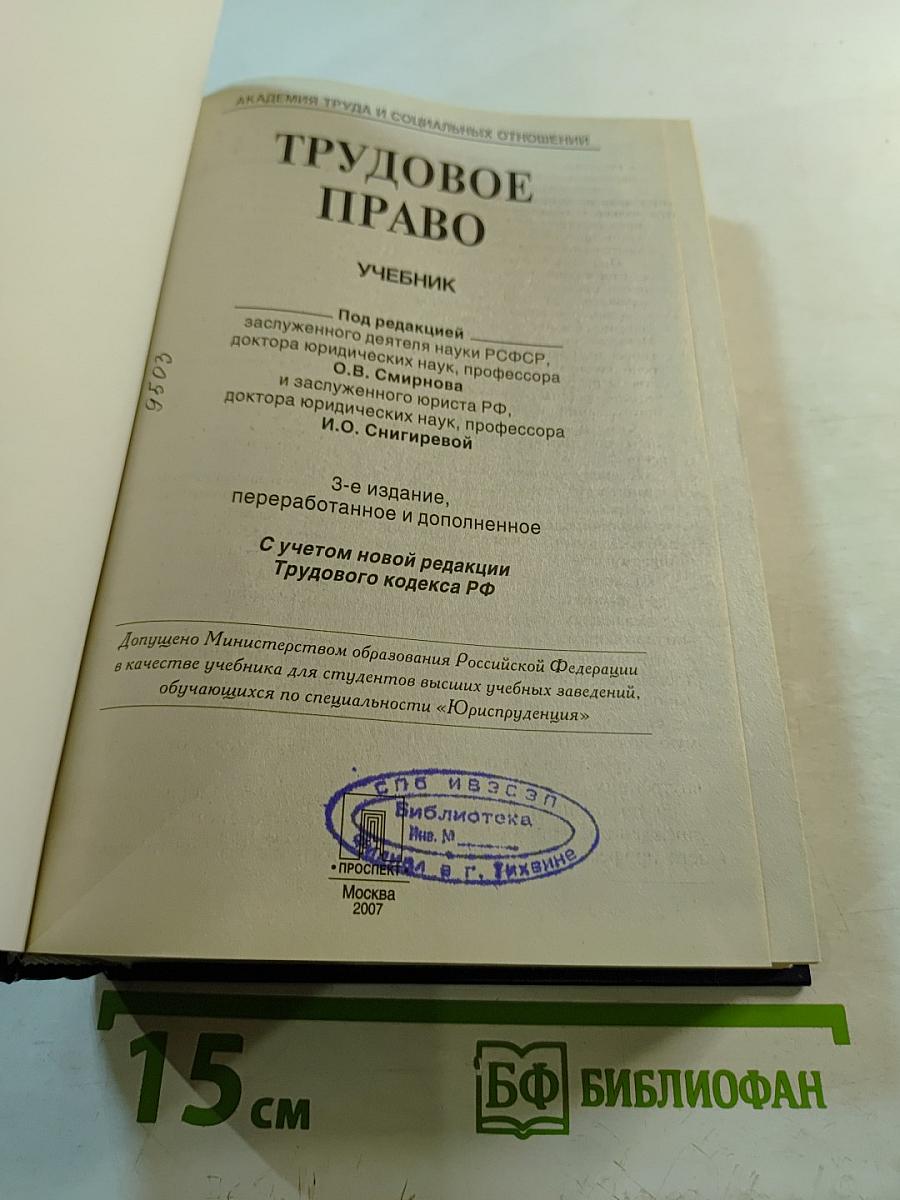 АКАДЕМИЯ ТРУДА И СОЦИАЛЬНЫХ ОТНОШЕНИЙ
ТРУДОВОЕ
ПРАВО
УЧЕБНИК
Под редакцией
заслуженного деятеля науки РСФСР,
доктора юридических наук, профессора
О.В. Смирнова
и заслуженного юриста РФ,
доктора юридических наук, профессора
И.О. Снигиревой
9503
3-е издание,
переработанное и дополненное
С учетом новой редакции
Трудового кодекса РФ
Допущено Министерством образования Российской Федерации
в качестве учебника для студентов высших учебных заведений,
обучающихся по специальности «Юриспруденция»
СПб ИВЭСЭП
Библиотека
Инв. №
филиал в г. Тихвине
• ПРОСПЕКТ •
Москва
2007
15 см
БФ БИБЛИОФАН